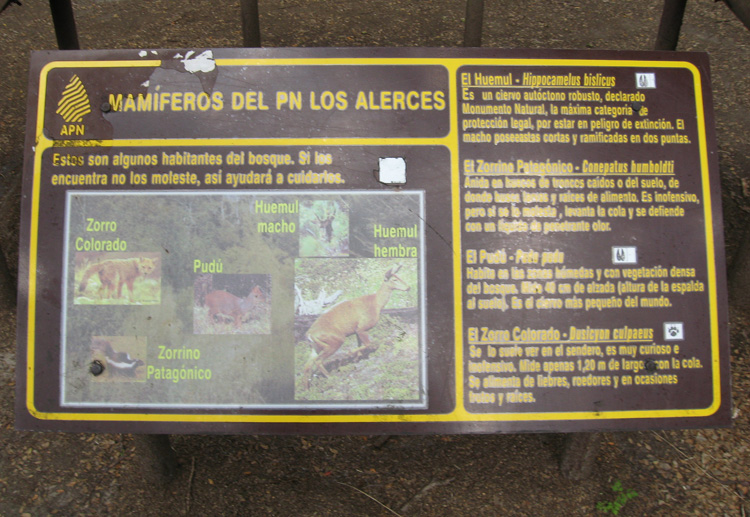 APN
MAMÍFEROS DEL PN LOS ALERCES
Estos son algunos habitantes del bosque. Si los
encuentra no los moleste, así ayudará a cuidarlos.
Zorro
Colorado
Pudú
Huemul
macho
Huemul
hembra
Zorrino
Patagónico
El Huemul - Hippocamelus bislicus
Es un ciervo autóctono robusto, declarado
Monumento Natural, la máxima categoría de
protección legal, por estar en peligro de extinción. El
macho posee astas cortas y ramificadas en dos puntas.
El Zorrino Patagónico - Conepatus humboldti
Anida en huecos de troncos caídos o del suelo, de
donde busca y raíces de alimento. Es inofensivo,
pero si se lo molesta, levanta la cola y se defiende
con un líquido de penetrante olor.
El Pudú - Pudu pudu
Habita en las zonas húmedas y con vegetación densa
del bosque. Mide 40 cm de alzada (altura de la espalda
al suelo). Es el ciervo más pequeño del mundo.
El Zorro Colorado - Dusicyon culpaeus
Se lo suele ver en el sendero, es muy curioso e
inofensivo. Mide apenas 1,20 m de largo con la cola.
Se alimenta de liebres, roedores y en ocasiones
frutos y raíces.